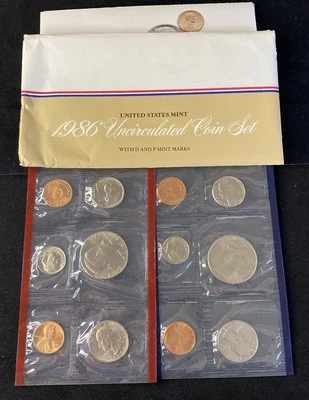 UNITED STATES MINT
1986 Uncirculated Coin Set
WITH D AND P MINT MARKS